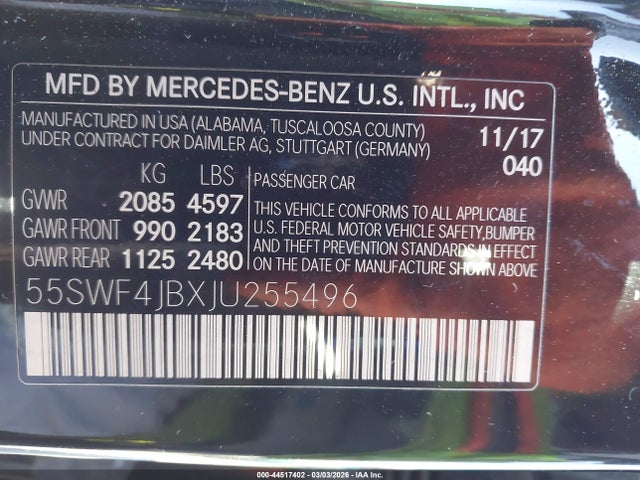 MFD BY MERCEDES-BENZ U.S. INTL., INC
MANUFACTURED IN USA (ALABAMA, TUSCALOOSA COUNTY) 11/17
UNDER CONTRACT FOR DAIMLER AG, STUTTGART (GERMANY) 040
KG LBS PASSENGER CAR
GVWR 2085 4597 THIS VEHICLE CONFORMS TO ALL APPLICABLE
GAWR FRONT 990 2183 U.S. FEDERAL MOTOR VEHICLE SAFETY,BUMPER
AND THEFT PREVENTION STANDARDS IN EFFECT
GAWR REAR 1125 2480 ON THE DATE OF MANUFACTURE SHOWN ABOVE
55SWF4JBXJU255496
000-44517402 - 03/03/2026 - IAA Inc.